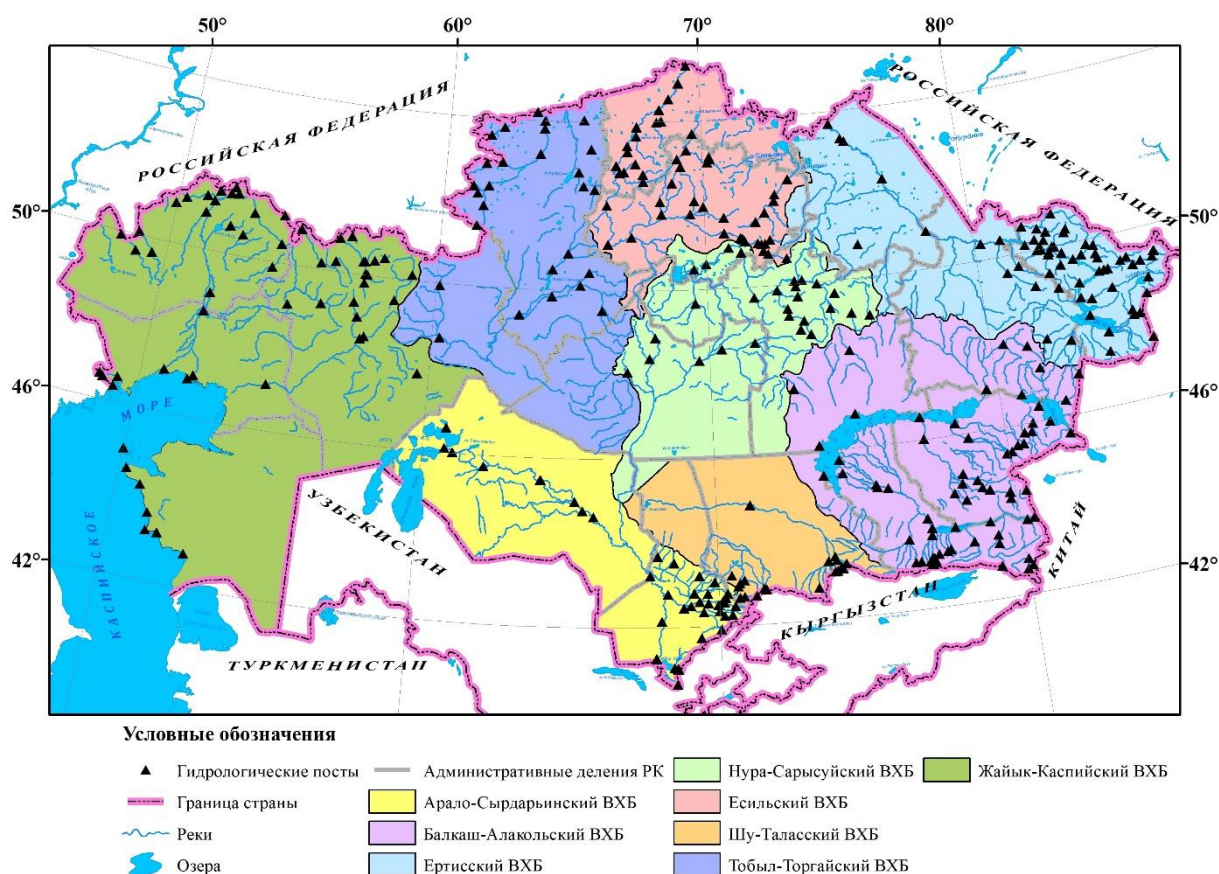 50° 60° 70° 80°
РОССИЙСКАЯ ФЕДЕРАЦИЯ
РОССИЙСКАЯ ФЕДЕРАЦИЯ
50° 50°
46° 46°
МОРЕ
КАСПИЙСКОЕ
УЗБЕКИСТАН
КИТАЙ
42° 42°
КЫРГЫЗСТАН
ТУРКМЕНИСТАН
Условные обозначения
Гидрологические посты
Граница страны
Реки
Озера
Административные деления РК
Арало-Сырдарьинский ВХБ
Балкаш-Алакольский ВХБ
Ертисский ВХБ
Нура-Сарысуйский ВХБ
Есильский ВХБ
Шу-Таласский ВХБ
Тобыл-Торгайский ВХБ
Жайык-Каспийский ВХБ